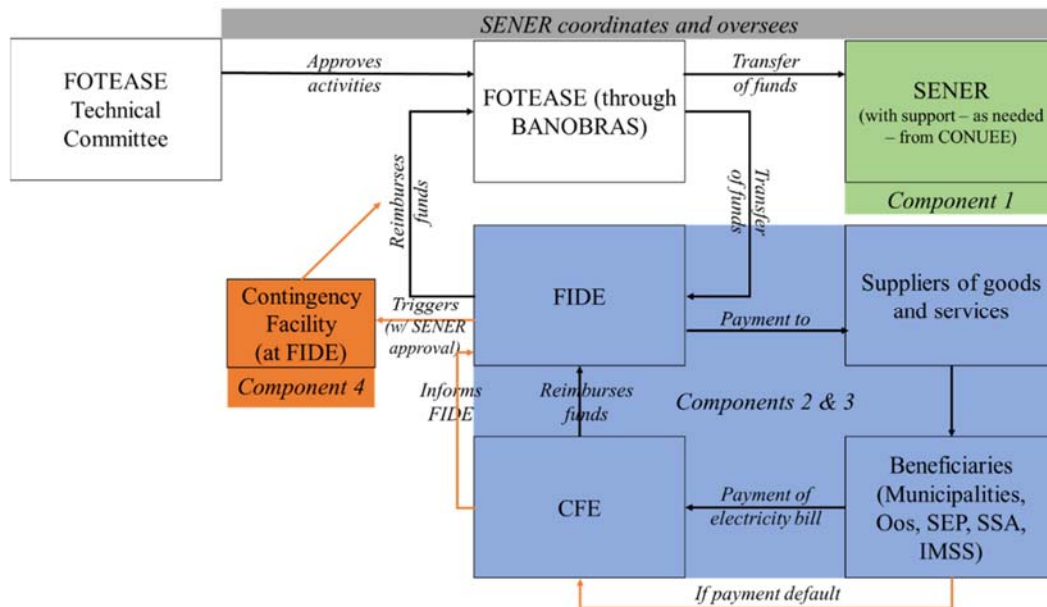 SENER coordinates and oversees
FOTEASE
Technical
Committee
Approves
activities
FOTEASE (through
BANOBRAS)
Transfer
of funds
SENER
(with support – as needed
– from CONUEE)
Component 1
Reimburses
funds
Transfer
of funds
Contingency
Facility
(at FIDE)
Component 4
Triggers
(w/ SENER
approval)
FIDE
Payment to
Suppliers of goods
and services
Informs
FIDE
Reimburses
funds
Components 2 & 3
CFE
Payment of
electricity bill
Beneficiaries
(Municipalities,
Oos, SEP, SSA,
IMSS)
If payment default